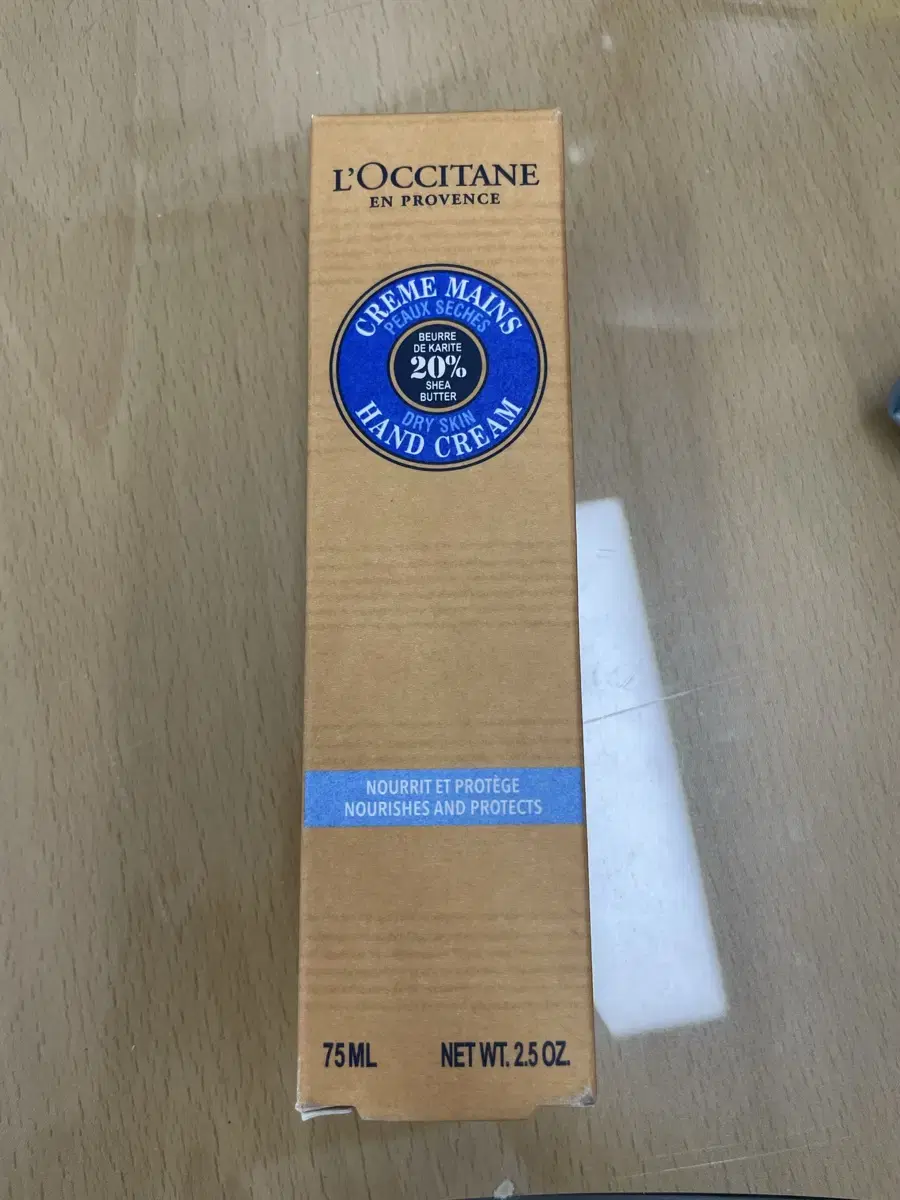 L'OCCITANE
EN PROVENCE
CREME MAINS
PEAUX SECHES
BEURRE
DE KARITE
20%
SHEA
BUTTER
DRY SKIN
HAND CREAM
NOURRIT ET PROTÈGE
NOURISHES AND PROTECTS
75 ML NET WT. 2.5 OZ.